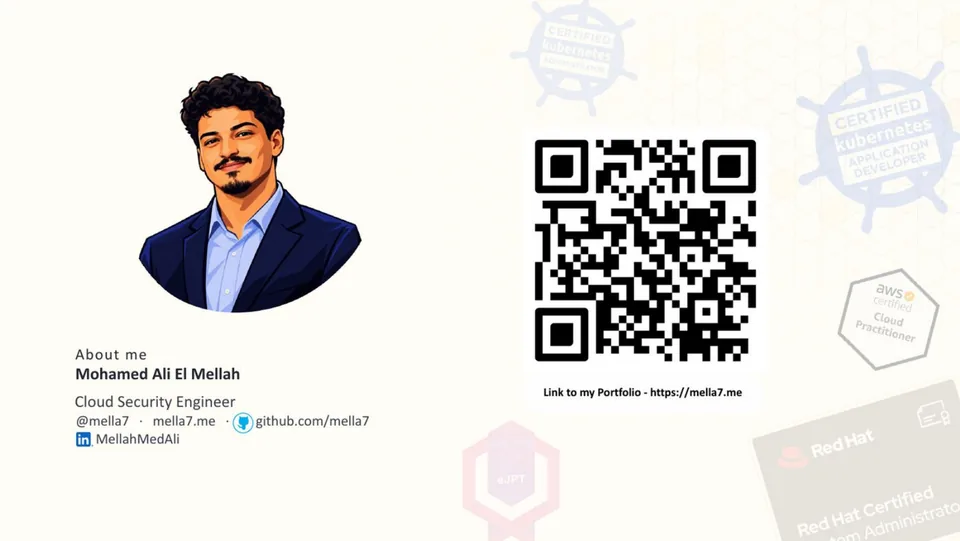 About me
Mohamed Ali El Mellah
Cloud Security Engineer
@mella7 · mella7.me · github.com/mella7
in MellahMedAli
Link to my Portfolio - https://mella7.me
CERTIFIED
kubernetes
CERTIFIED
kubernetes
APPLICATION
DEVELOPER
aws
certified
Cloud
Practitioner
eJPT
Red Hat
Red Hat Certified